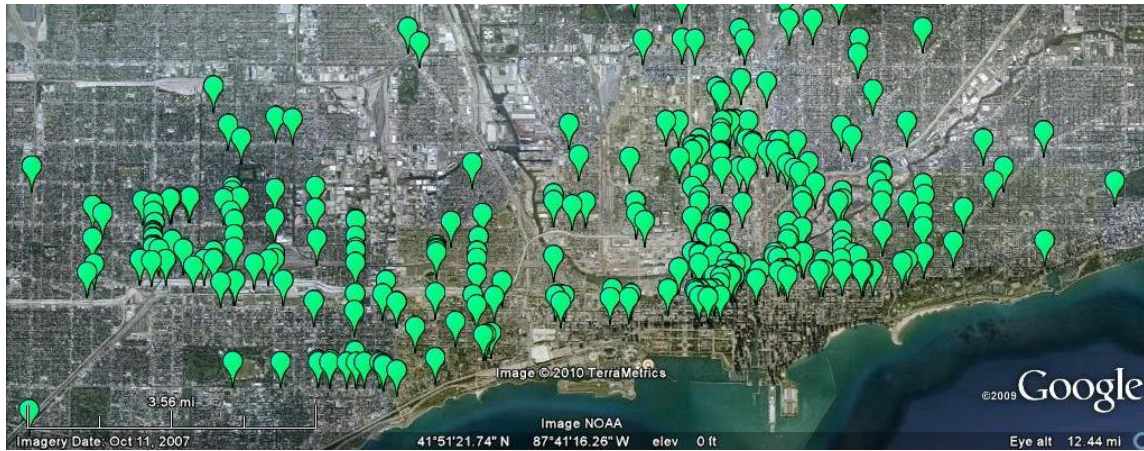 Image © 2010 TerraMetrics
©2009 Google
3.56 mi
Image NOAA
Imagery Date: Oct 11, 2007 41°51'21.74" N 87°41'16.26" W elev 0 ft Eye alt 12.44 mi